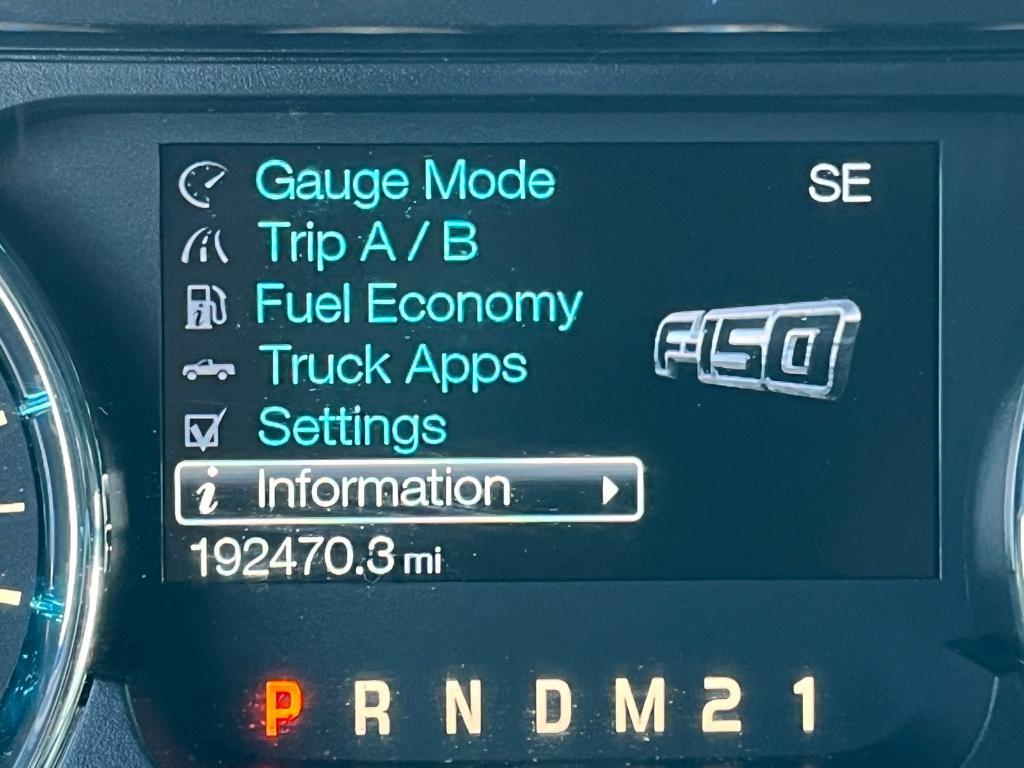 Gauge Mode SE
Trip A / B
Fuel Economy
F-150
Truck Apps
Settings
i Information
192470.3 mi
P R N D M 2 1